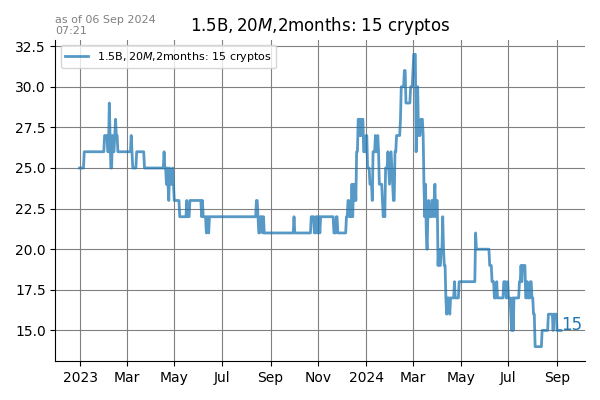 as of 06 Sep 2024
07:21
1.5B, 20M,2months: 15 cryptos
1.5B, 20M,2months: 15 cryptos
32.5
30.0
27.5
25.0
22.5
20.0
17.5
15.0
15
2023 Mar May Jul Sep Nov 2024 Mar May Jul Sep